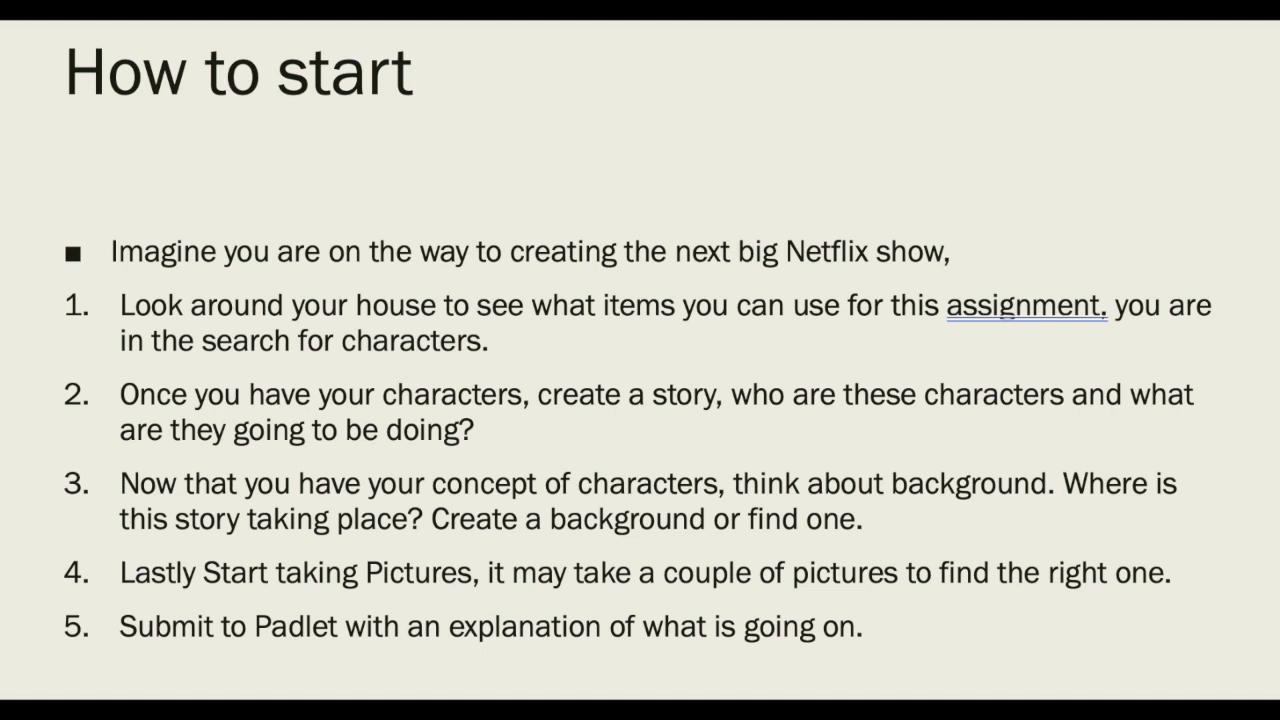 How to start
■ Imagine you are on the way to creating the next big Netflix show,
1. Look around your house to see what items you can use for this assignment. you are
in the search for characters.
2. Once you have your characters, create a story, who are these characters and what
are they going to be doing?
3. Now that you have your concept of characters, think about background. Where is
this story taking place? Create a background or find one.
4. Lastly Start taking Pictures, it may take a couple of pictures to find the right one.
5. Submit to Padlet with an explanation of what is going on.